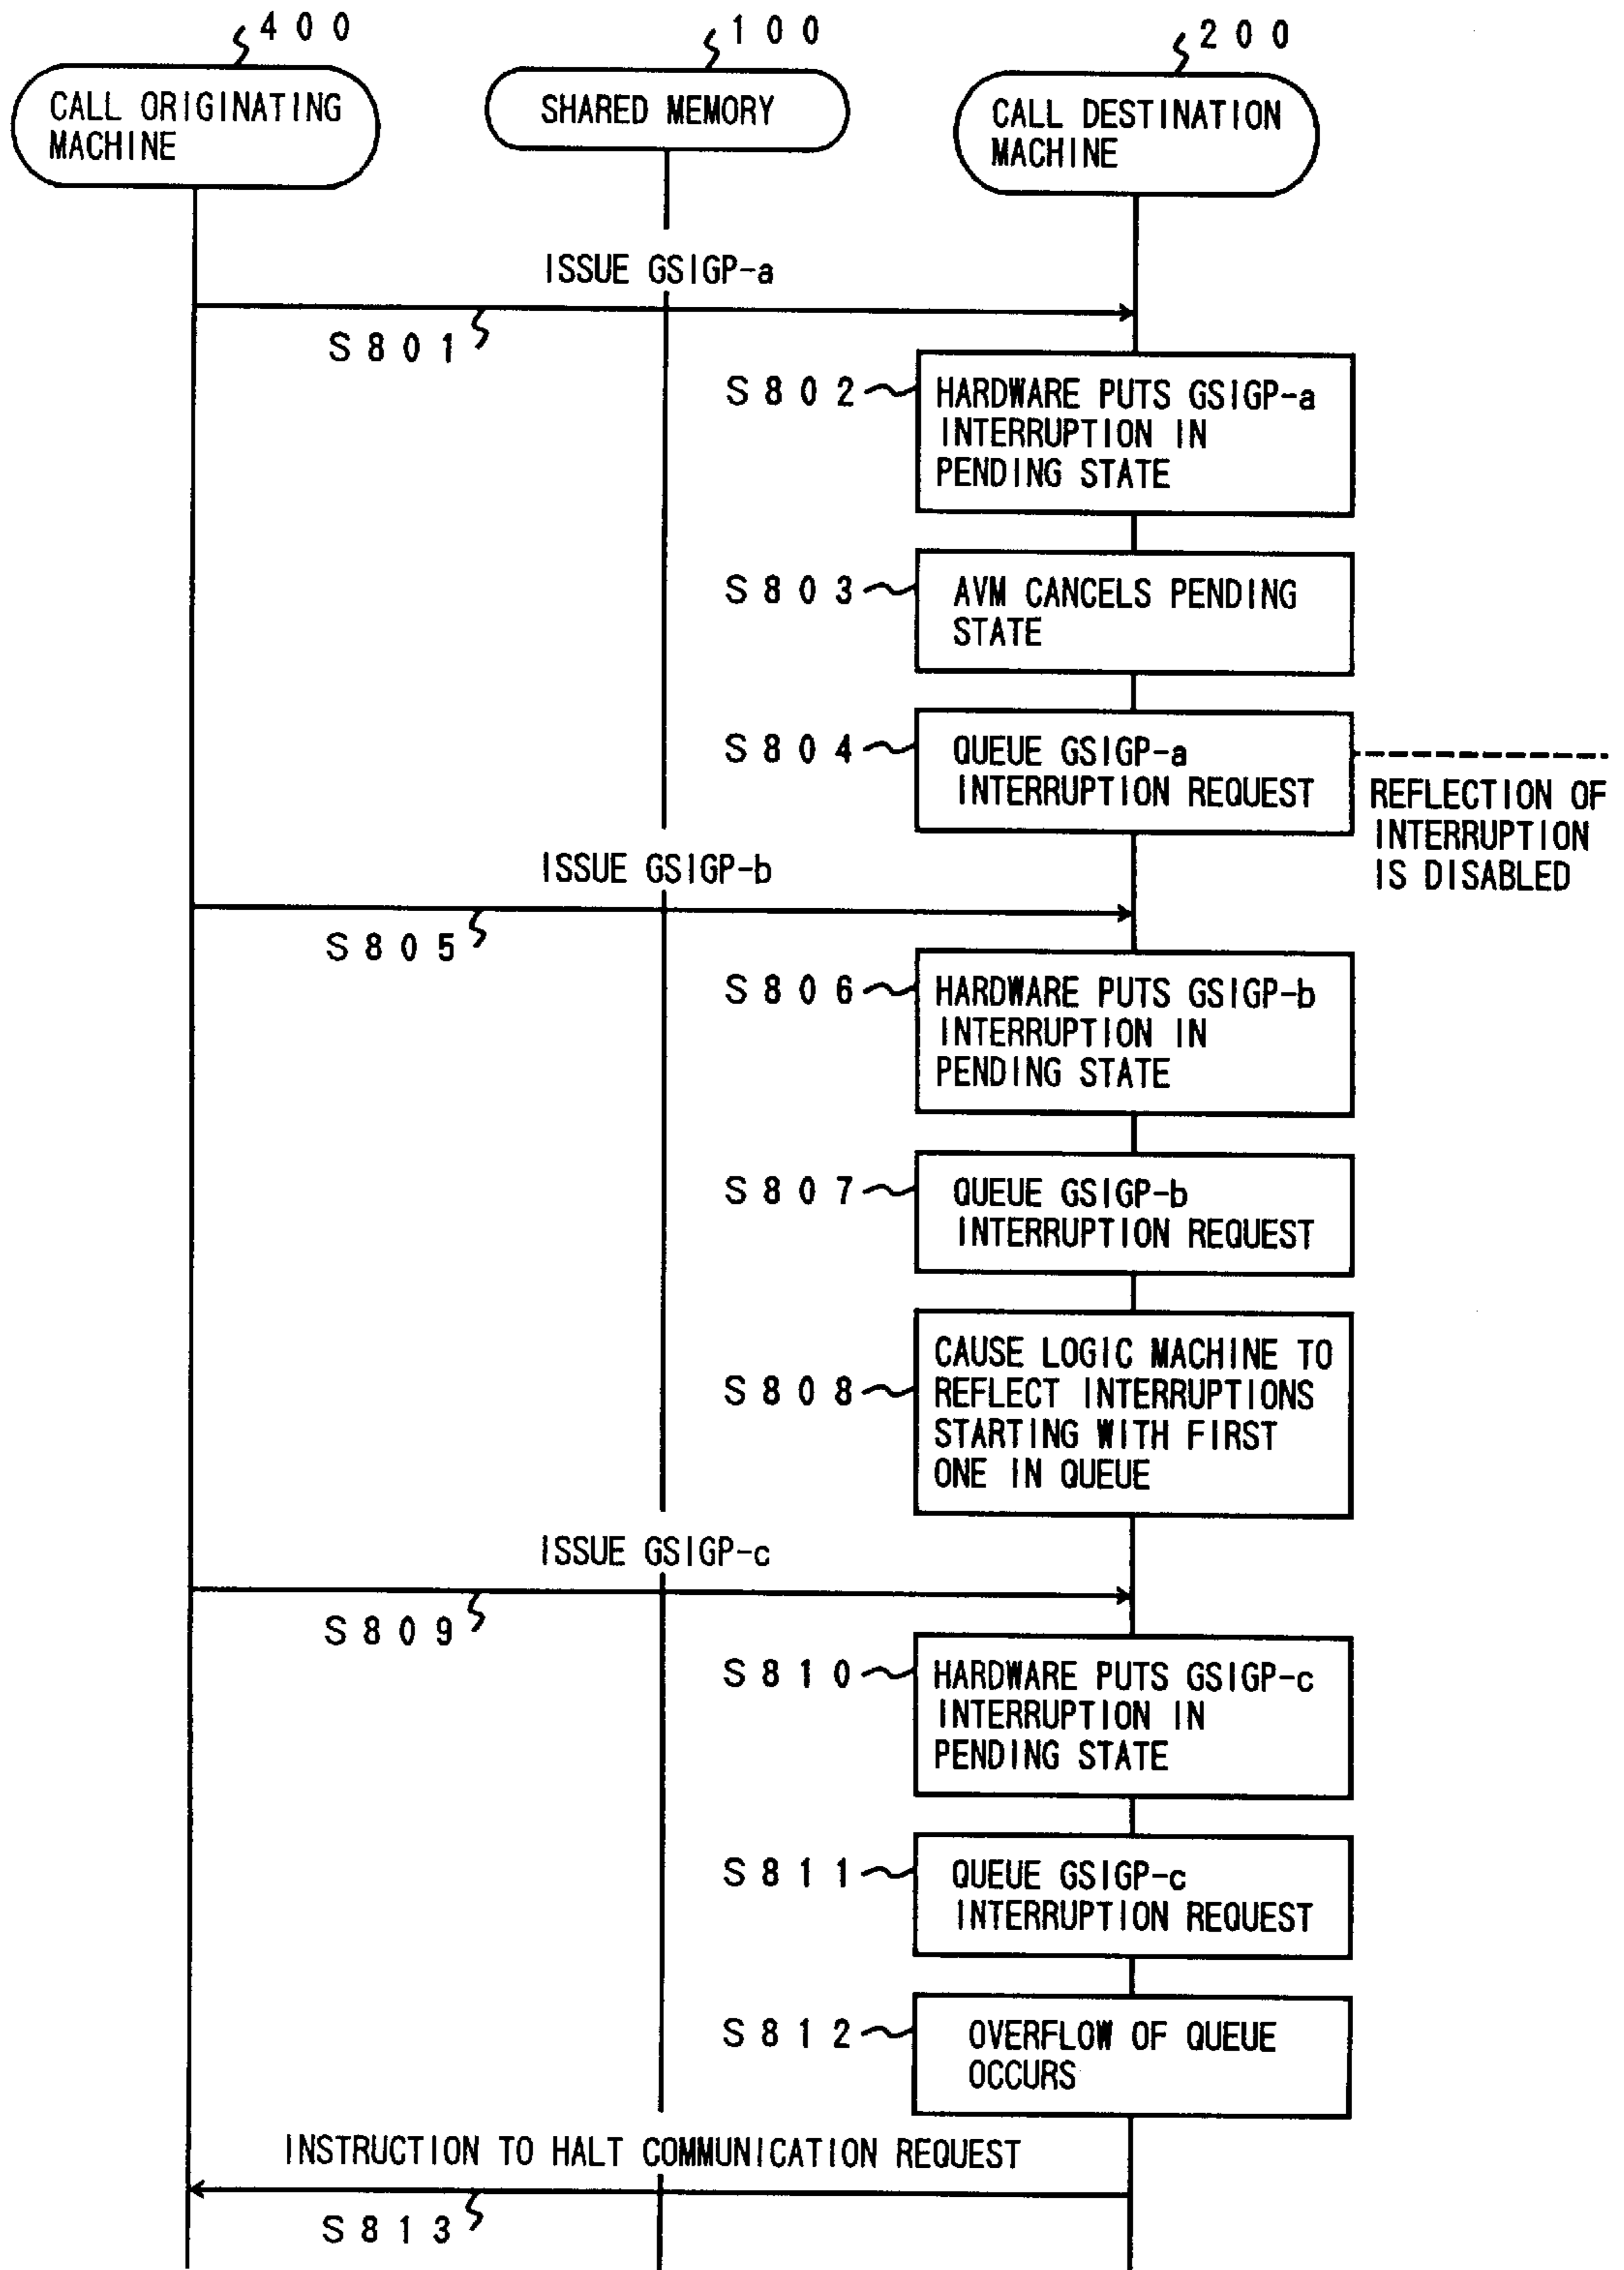 400
100
200
CALL ORIGINATING
MACHINE
SHARED MEMORY
CALL DESTINATION
MACHINE
ISSUE GSIGP-a
S801
S802
HARDWARE PUTS GSIGP-a
INTERRUPTION IN
PENDING STATE
S803
AVM CANCELS PENDING
STATE
S804
QUEUE GSIGP-a
INTERRUPTION REQUEST
REFLECTION OF
INTERRUPTION
IS DISABLED
ISSUE GSIGP-b
S805
S806
HARDWARE PUTS GSIGP-b
INTERRUPTION IN
PENDING STATE
S807
QUEUE GSIGP-b
INTERRUPTION REQUEST
S808
CAUSE LOGIC MACHINE TO
REFLECT INTERRUPTIONS
STARTING WITH FIRST
ONE IN QUEUE
ISSUE GSIGP-c
S809
S810
HARDWARE PUTS GSIGP-c
INTERRUPTION IN
PENDING STATE
S811
QUEUE GSIGP-c
INTERRUPTION REQUEST
S812
OVERFLOW OF QUEUE
OCCURS
INSTRUCTION TO HALT COMMUNICATION REQUEST
S813